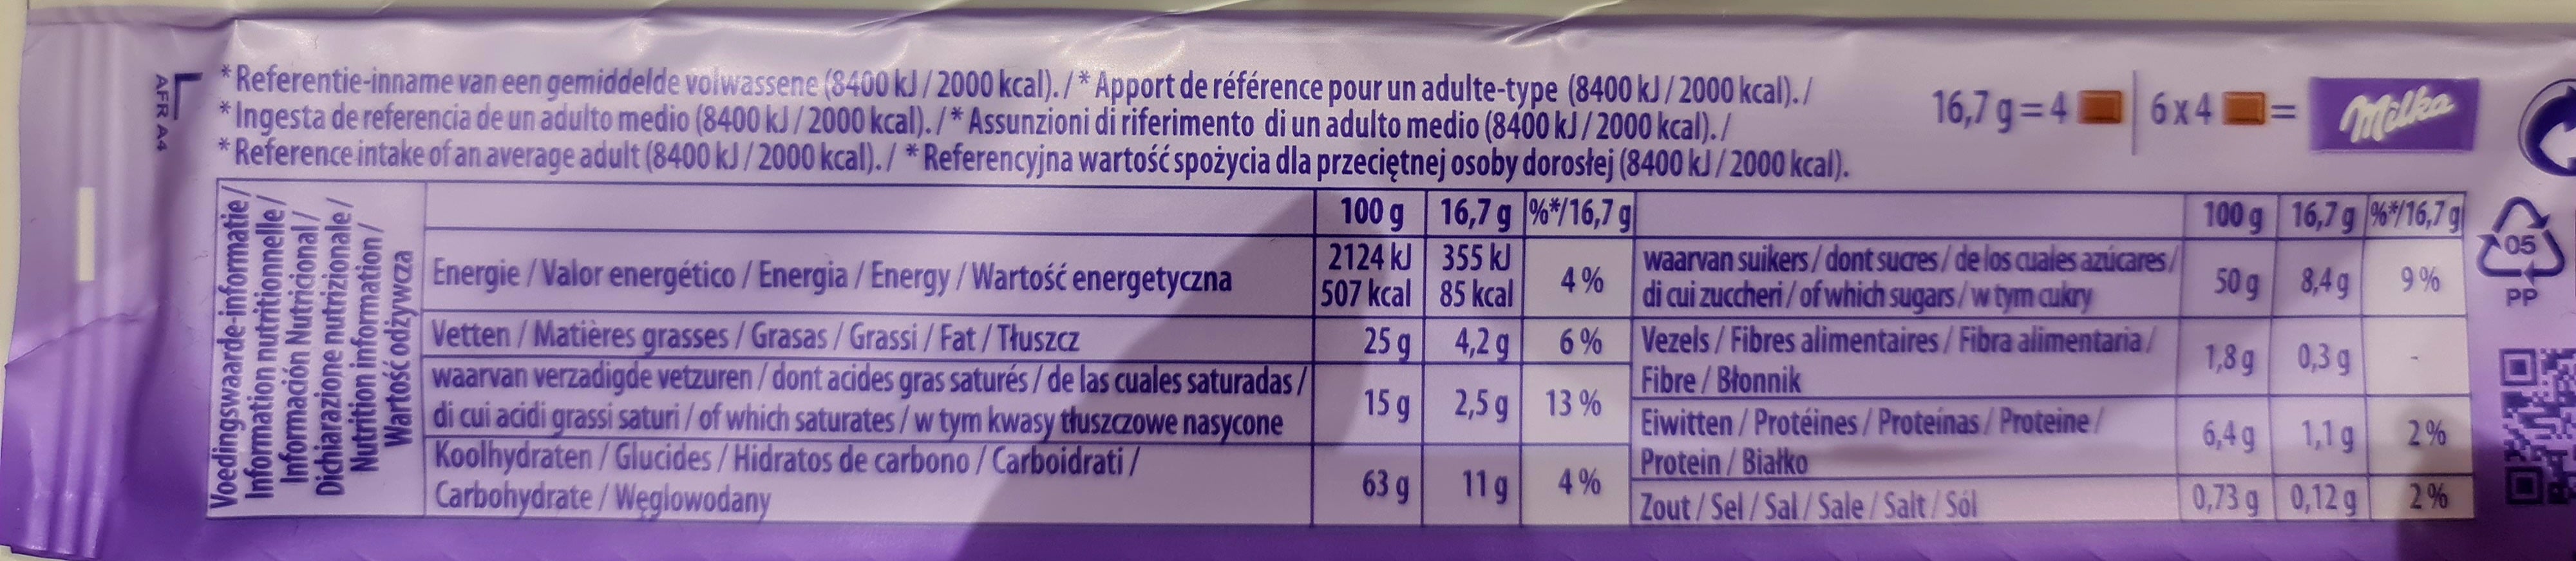 AFR A4
* Referentie-inname van een gemiddelde volwassene (8400 kJ / 2000 kcal). / * Apport de référence pour un adulte-type (8400 kJ / 2000 kcal). /
* Ingesta de referencia de un adulto medio (8400 kJ / 2000 kcal). / * Assunzioni di riferimento di un adulto medio (8400 kJ / 2000 kcal). /
* Reference intake of an average adult (8400 kJ / 2000 kcal). / * Referencyjna wartość spożycia dla przeciętnej osoby dorosłej (8400 kJ / 2000 kcal).
16,7 g = 4
6 x 4 =
Milka
Voedingswaarde-informatie /
Information nutritionnelle /
Información Nutricional /
Dichiarazione nutrizionale /
Nutrition information /
Wartość odżywcza
100 g 16,7 g %*/16,7 g
Energie / Valor energético / Energia / Energy / Wartość energetyczna
2124 kJ 355 kJ
507 kcal 85 kcal
4 %
Vetten / Matières grasses / Grasas / Grassi / Fat / Tłuszcz 25 g 4,2 g 6 %
waarvan verzadigde vetzuren / dont acides gras saturés / de las cuales saturadas /
di cui acidi grassi saturi / of which saturates / w tym kwasy tłuszczowe nasycone
15 g 2,5 g 13 %
Koolhydraten / Glucides / Hidratos de carbono / Carboidrati /
Carbohydrate / Węglowodany
63 g 11 g 4 %
100 g 16,7 g %*/16,7 g
waarvan suikers / dont sucres / de los cuales azúcares /
di cui zuccheri / of which sugars / w tym cukry
50 g 8,4 g 9 %
Vezels / Fibres alimentaires / Fibra alimentaria /
Fibre / Błonnik
1,8 g 0,3 g -
Eiwitten / Protéines / Proteínas / Proteine /
Protein / Białko
6,4 g 1,1 g 2 %
Zout / Sel / Sal / Sale / Salt / Sól 0,73 g 0,12 g 2 %
05
PP